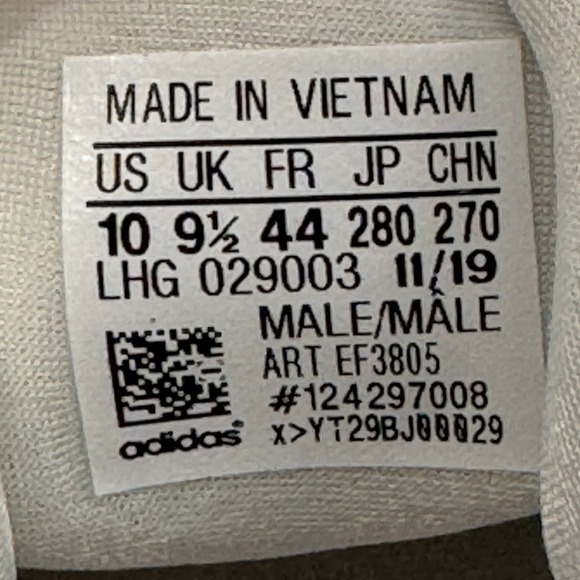 MADE IN VIETNAM
US UK FR JP CHN
10 9½ 44 280 270
LHG 029003 11/19
MALE/MÂLE
ART EF3805
#124297008
x>YT29BJ00029
adidas®